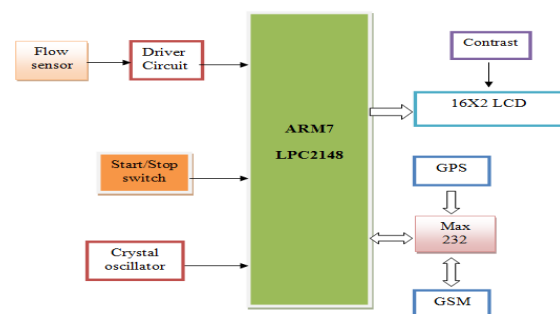 Flow
sensor
Driver
Circuit
Contrast
16X2 LCD
ARM7
LPC2148
Start/Stop
switch
GPS
Max
232
Crystal
oscillator
GSM